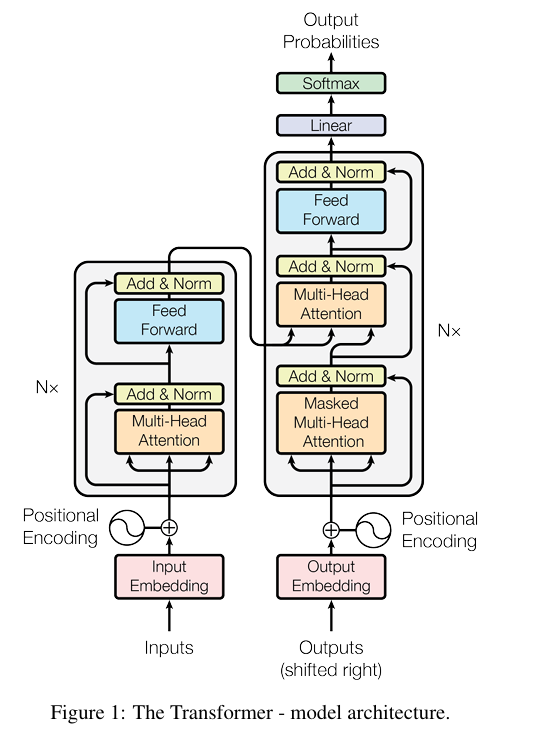 Output
Probabilities
Softmax
Linear
Add & Norm
Feed
Forward
Add & Norm
Multi-Head
Attention
Add & Norm
Masked
Multi-Head
Attention
N×
Positional
Encoding
Output
Embedding
Outputs
(shifted right)
Add & Norm
Feed
Forward
Add & Norm
Multi-Head
Attention
N×
Positional
Encoding
Input
Embedding
Inputs
Figure 1: The Transformer - model architecture.